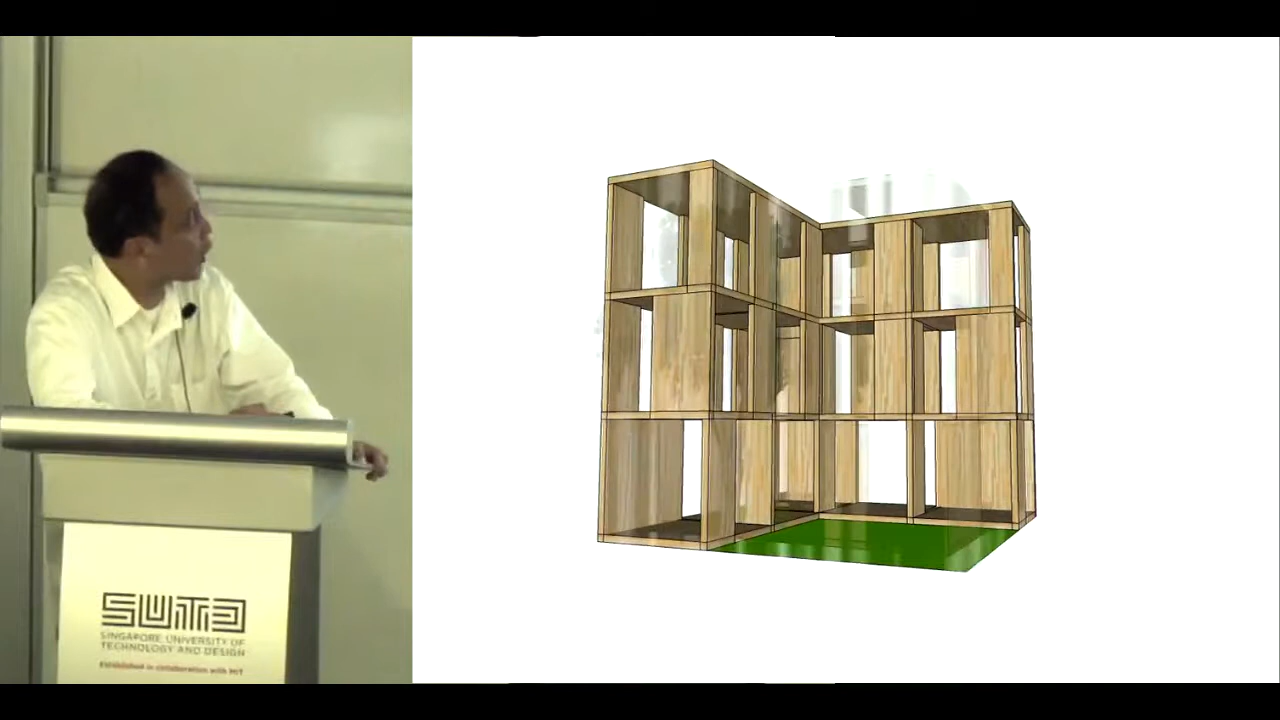 SUTD
SINGAPORE UNIVERSITY OF
TECHNOLOGY AND DESIGN
Established in collaboration with MIT